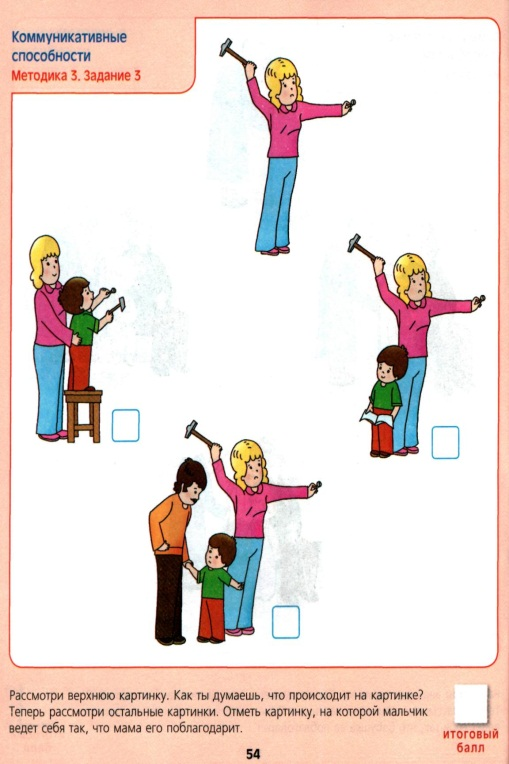 Коммуникативные
способности
Методика 3. Задание 3
Рассмотри верхнюю картинку. Как ты думаешь, что происходит на картинке?
Теперь рассмотри остальные картинки. Отметь картинку, на которой мальчик
ведет себя так, что мама его поблагодарит.
итоговый
балл
54